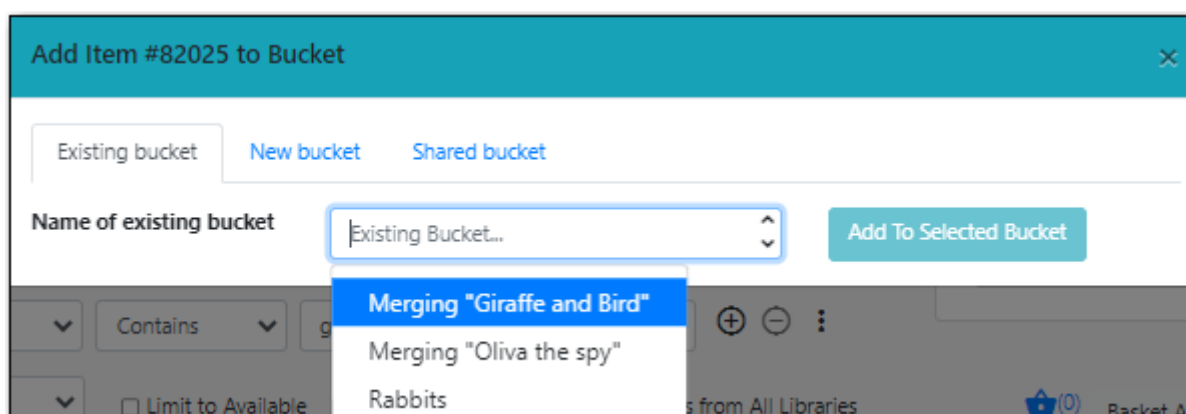 Add Item #82025 to Bucket
×
Existing bucket New bucket Shared bucket
Name of existing bucket Existing Bucket... Add To Selected Bucket
Merging "Giraffe and Bird"
Contains g
Merging "Oliva the spy"
Rabbits
Limit to Available s from All Libraries (0) Basket A